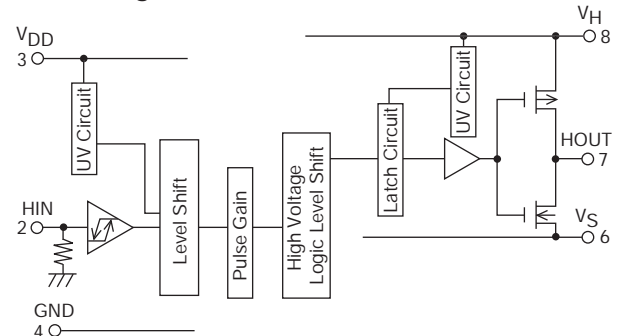 VH
8
VDD
3
UV Circuit
UV Circuit
HIN
2
Level Shift
Pulse Gain
High Voltage
Logic Level Shift
Latch Circuit
HOUT
7
VS
6
GND
4